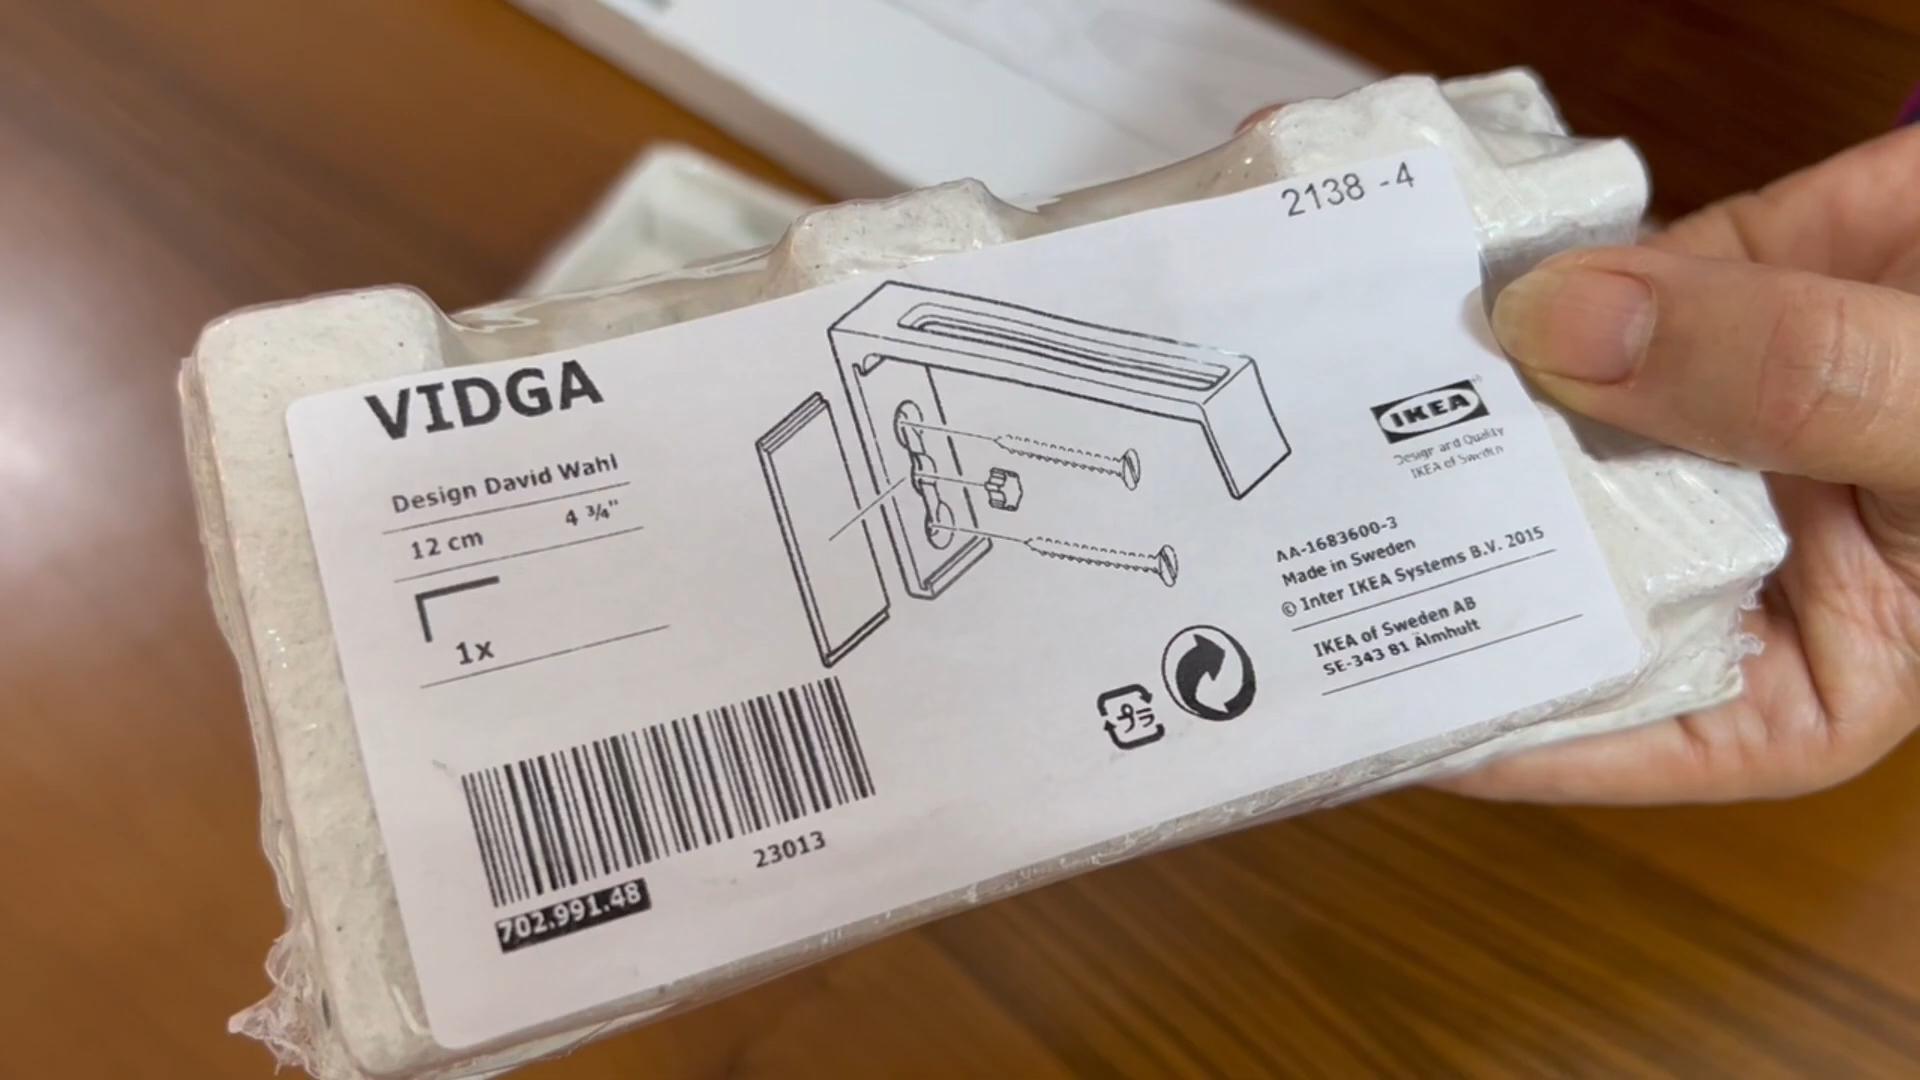 2138 -4
VIDGA
Design David Wahl
12 cm 4 ¾"
1x
IKEA
Design and Quality
IKEA of Sweden
AA-1683600-3
Made in Sweden
© Inter IKEA Systems B.V. 2015
IKEA of Sweden AB
SE-343 81 Älmhult
プラ
23013
702.991.48